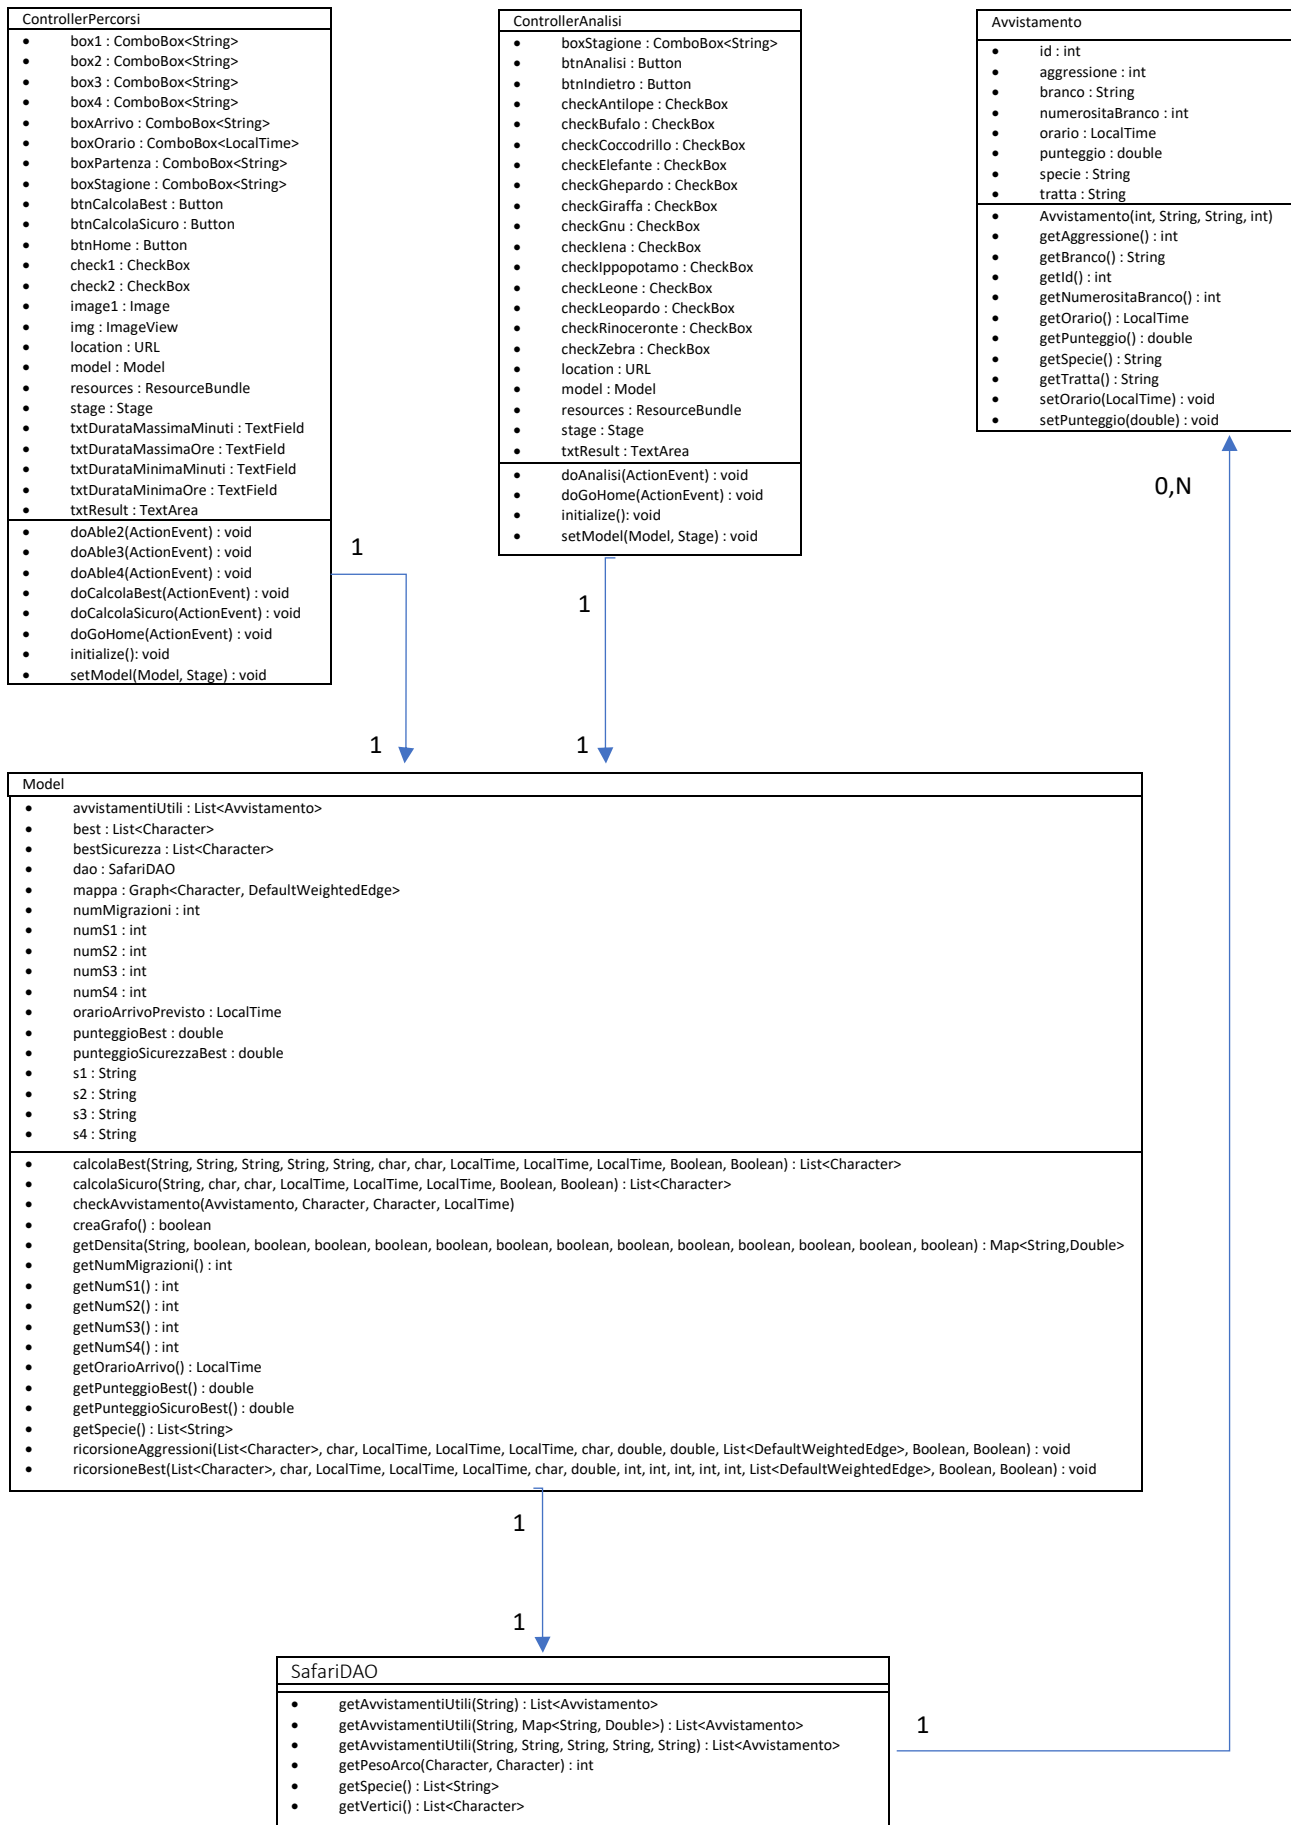 ControllerPercorsi
• box1 : ComboBox<String>
• box2 : ComboBox<String>
• box3 : ComboBox<String>
• box4 : ComboBox<String>
• boxArrivo : ComboBox<String>
• boxOrario : ComboBox<LocalTime>
• boxPartenza : ComboBox<String>
• boxStagione : ComboBox<String>
• btnCalcolaBest : Button
• btnCalcolaSicuro : Button
• btnHome : Button
• check1 : CheckBox
• check2 : CheckBox
• image1 : Image
• img : ImageView
• location : URL
• model : Model
• resources : ResourceBundle
• stage : Stage
• txtDurataMassimaMinuti : TextField
• txtDurataMassimaOre : TextField
• txtDurataMinimaMinuti : TextField
• txtDurataMinimaOre : TextField
• txtResult : TextArea
• doAble2(ActionEvent) : void
• doAble3(ActionEvent) : void
• doAble4(ActionEvent) : void
• doCalcolaBest(ActionEvent) : void
• doCalcolaSicuro(ActionEvent) : void
• doGoHome(ActionEvent) : void
• initialize(): void
• setModel(Model, Stage) : void
ControllerAnalisi
• boxStagione : ComboBox<String>
• btnAnalisi : Button
• btnIndietro : Button
• checkAntilope : CheckBox
• checkBufalo : CheckBox
• checkCoccodrillo : CheckBox
• checkElefante : CheckBox
• checkGhepardo : CheckBox
• checkGiraffa : CheckBox
• checkGnu : CheckBox
• checkIena : CheckBox
• checkIppopotamo : CheckBox
• checkLeone : CheckBox
• checkLeopardo : CheckBox
• checkRinoceronte : CheckBox
• checkZebra : CheckBox
• location : URL
• model : Model
• resources : ResourceBundle
• stage : Stage
• txtResult : TextArea
• doAnalisi(ActionEvent) : void
• doGoHome(ActionEvent) : void
• initialize(): void
• setModel(Model, Stage) : void
Avvistamento
• id : int
• aggressione : int
• branco : String
• numerositaBranco : int
• orario : LocalTime
• punteggio : double
• specie : String
• tratta : String
• Avvistamento(int, String, String, int)
• getAggressione() : int
• getBranco() : String
• getId() : int
• getNumerositaBranco() : int
• getOrario() : LocalTime
• getPunteggio() : double
• getSpecie() : String
• getTratta() : String
• setOrario(LocalTime) : void
• setPunteggio(double) : void
0,N
1
1
1
1
Model
• avvistamentiUtili : List<Avvistamento>
• best : List<Character>
• bestSicurezza : List<Character>
• dao : SafariDAO
• mappa : Graph<Character, DefaultWeightedEdge>
• numMigrazioni : int
• numS1 : int
• numS2 : int
• numS3 : int
• numS4 : int
• orarioArrivoPrevisto : LocalTime
• punteggioBest : double
• punteggioSicurezzaBest : double
• s1 : String
• s2 : String
• s3 : String
• s4 : String
• calcolaBest(String, String, String, String, String, char, char, LocalTime, LocalTime, LocalTime, Boolean, Boolean) : List<Character>
• calcolaSicuro(String, char, char, LocalTime, LocalTime, LocalTime, Boolean, Boolean) : List<Character>
• checkAvvistamento(Avvistamento, Character, Character, LocalTime)
• creaGrafo() : boolean
• getDensita(String, boolean, boolean, boolean, boolean, boolean, boolean, boolean, boolean, boolean, boolean, boolean, boolean, boolean) : Map<String,Double>
• getNumMigrazioni() : int
• getNumS1() : int
• getNumS2() : int
• getNumS3() : int
• getNumS4() : int
• getOrarioArrivo() : LocalTime
• getPunteggioBest() : double
• getPunteggioSicuroBest() : double
• getSpecie() : List<String>
• ricorsioneAggressioni(List<Character>, char, LocalTime, LocalTime, LocalTime, char, double, double, List<DefaultWeightedEdge>, Boolean, Boolean) : void
• ricorsioneBest(List<Character>, char, LocalTime, LocalTime, LocalTime, char, double, int, int, int, int, int, List<DefaultWeightedEdge>, Boolean, Boolean) : void
1
1
SafariDAO
• getAvvistamentiUtili(String) : List<Avvistamento>
• getAvvistamentiUtili(String, Map<String, Double>) : List<Avvistamento>
• getAvvistamentiUtili(String, String, String, String, String) : List<Avvistamento>
• getPesoArco(Character, Character) : int
• getSpecie() : List<String>
• getVertici() : List<Character>
1